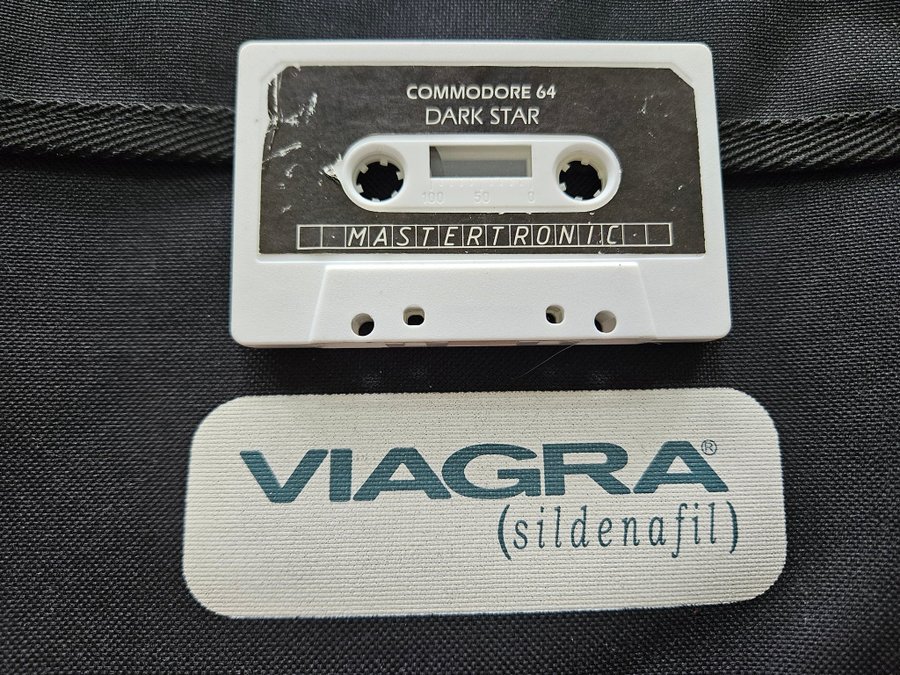 COMMODORE 64
DARK STAR
100 50 0
MASTERTRONIC
VIAGRA®
(sildenafil)